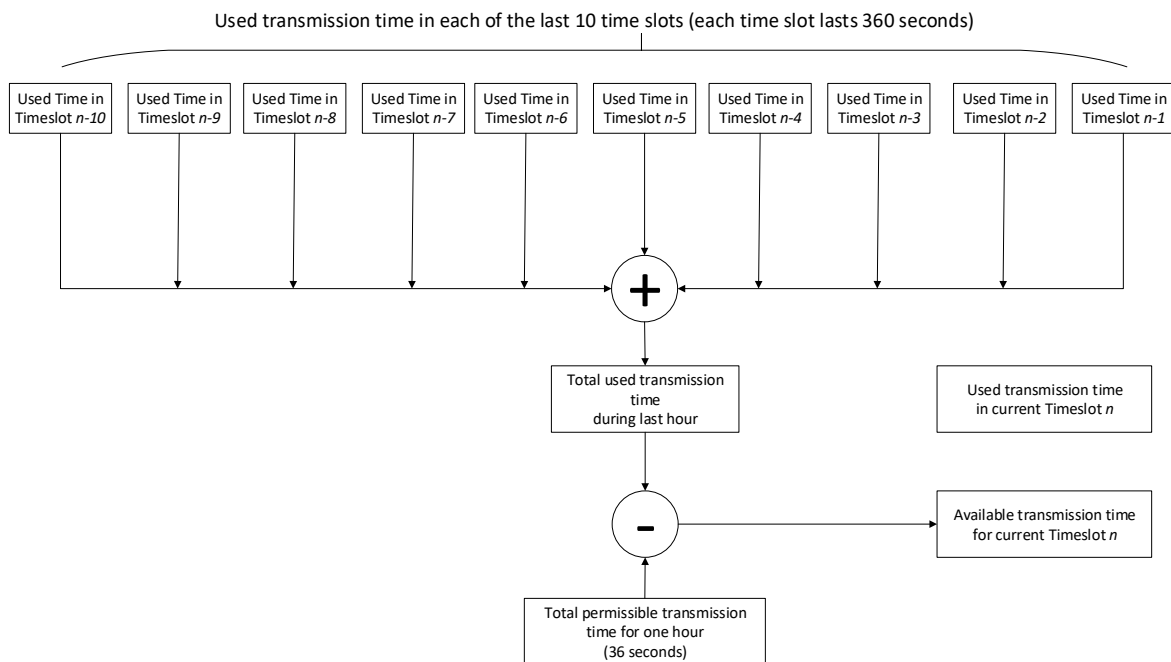 Used transmission time in each of the last 10 time slots (each time slot lasts 360 seconds)
Used Time in
Timeslot n-10
Used Time in
Timeslot n-9
Used Time in
Timeslot n-8
Used Time in
Timeslot n-7
Used Time in
Timeslot n-6
Used Time in
Timeslot n-5
Used Time in
Timeslot n-4
Used Time in
Timeslot n-3
Used Time in
Timeslot n-2
Used Time in
Timeslot n-1
+
Total used transmission
time
during last hour
Used transmission time
in current Timeslot n
-
Available transmission time
for current Timeslot n
Total permissible transmission
time for one hour
(36 seconds)